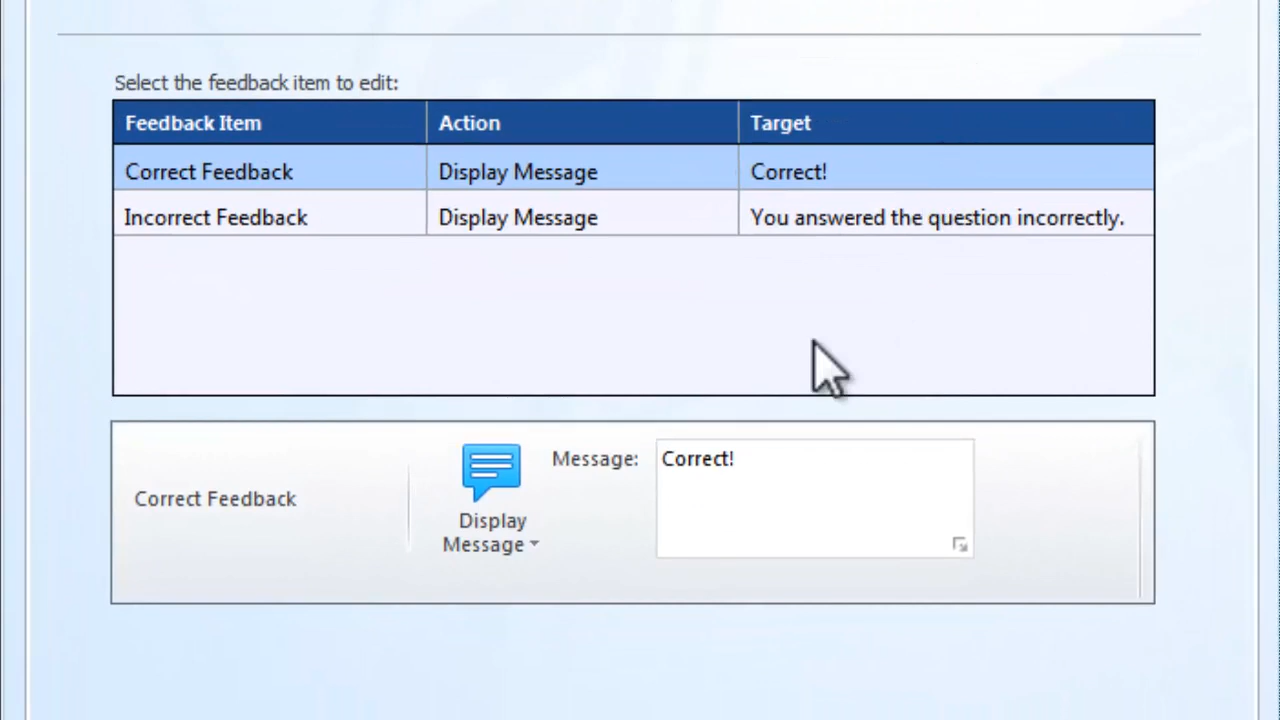 Select the feedback item to edit:
Feedback Item Action Target
Correct Feedback Display Message Correct!
Incorrect Feedback Display Message You answered the question incorrectly.
Correct Feedback
Display
Message
Message: Correct!